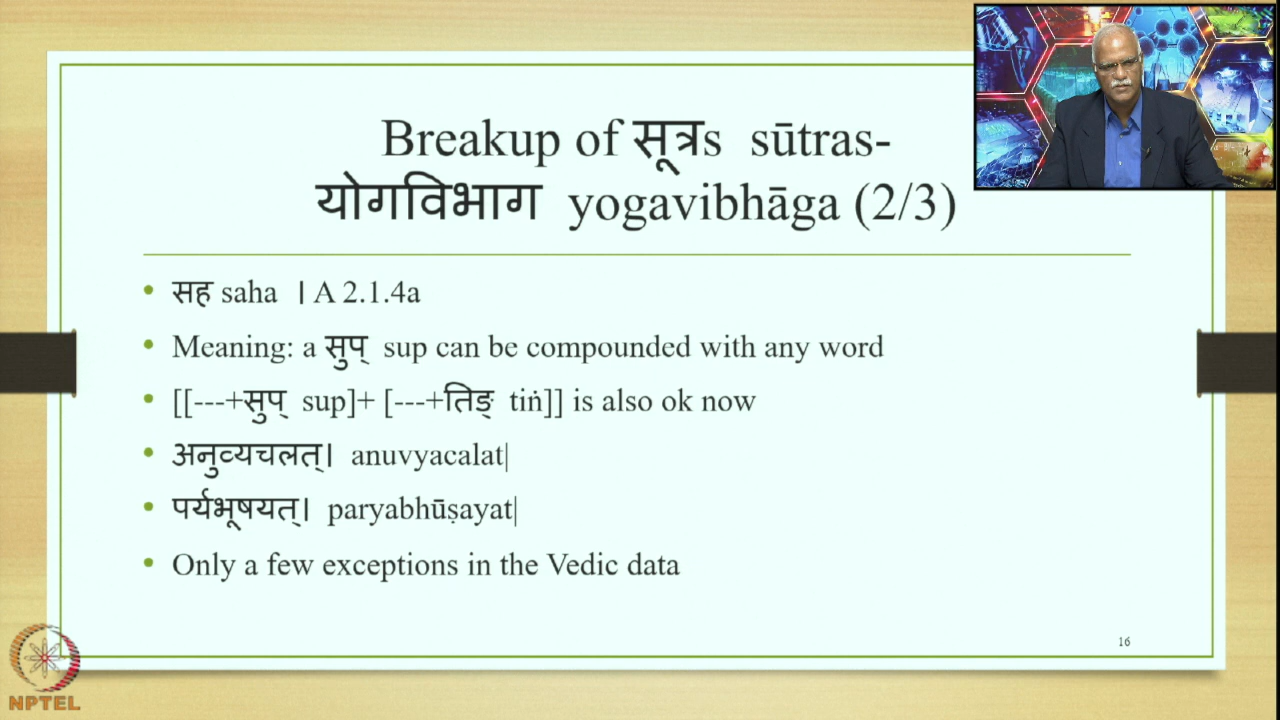 Breakup of सूत्रs sūtras-
योगविभाग yogavibhāga (2/3)
• सह saha । A 2.1.4a
• Meaning: a सुप् sup can be compounded with any word
• [[---+सुप् sup]+ [---+तिङ् tiṅ]] is also ok now
• अनुव्यचलत्। anuvyacalat|
• पर्यभूषयत्। paryabhūṣayat|
• Only a few exceptions in the Vedic data
16
NPTEL